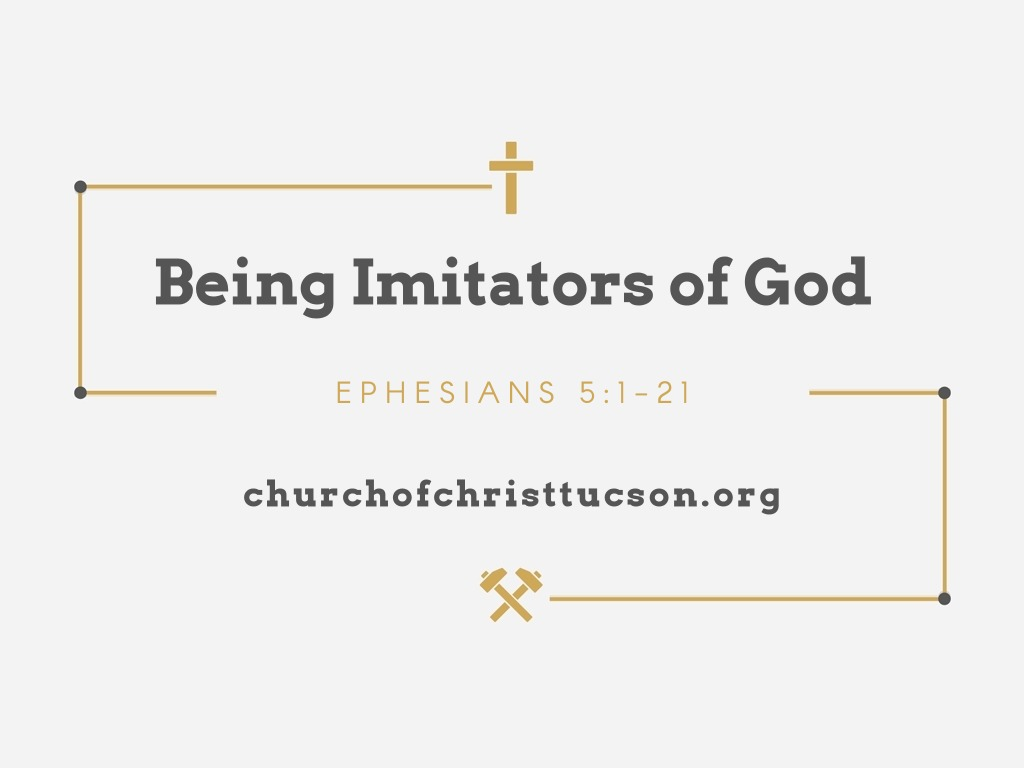 Being Imitators of God
EPHESIANS 5:1-21
churchofchristtucson.org